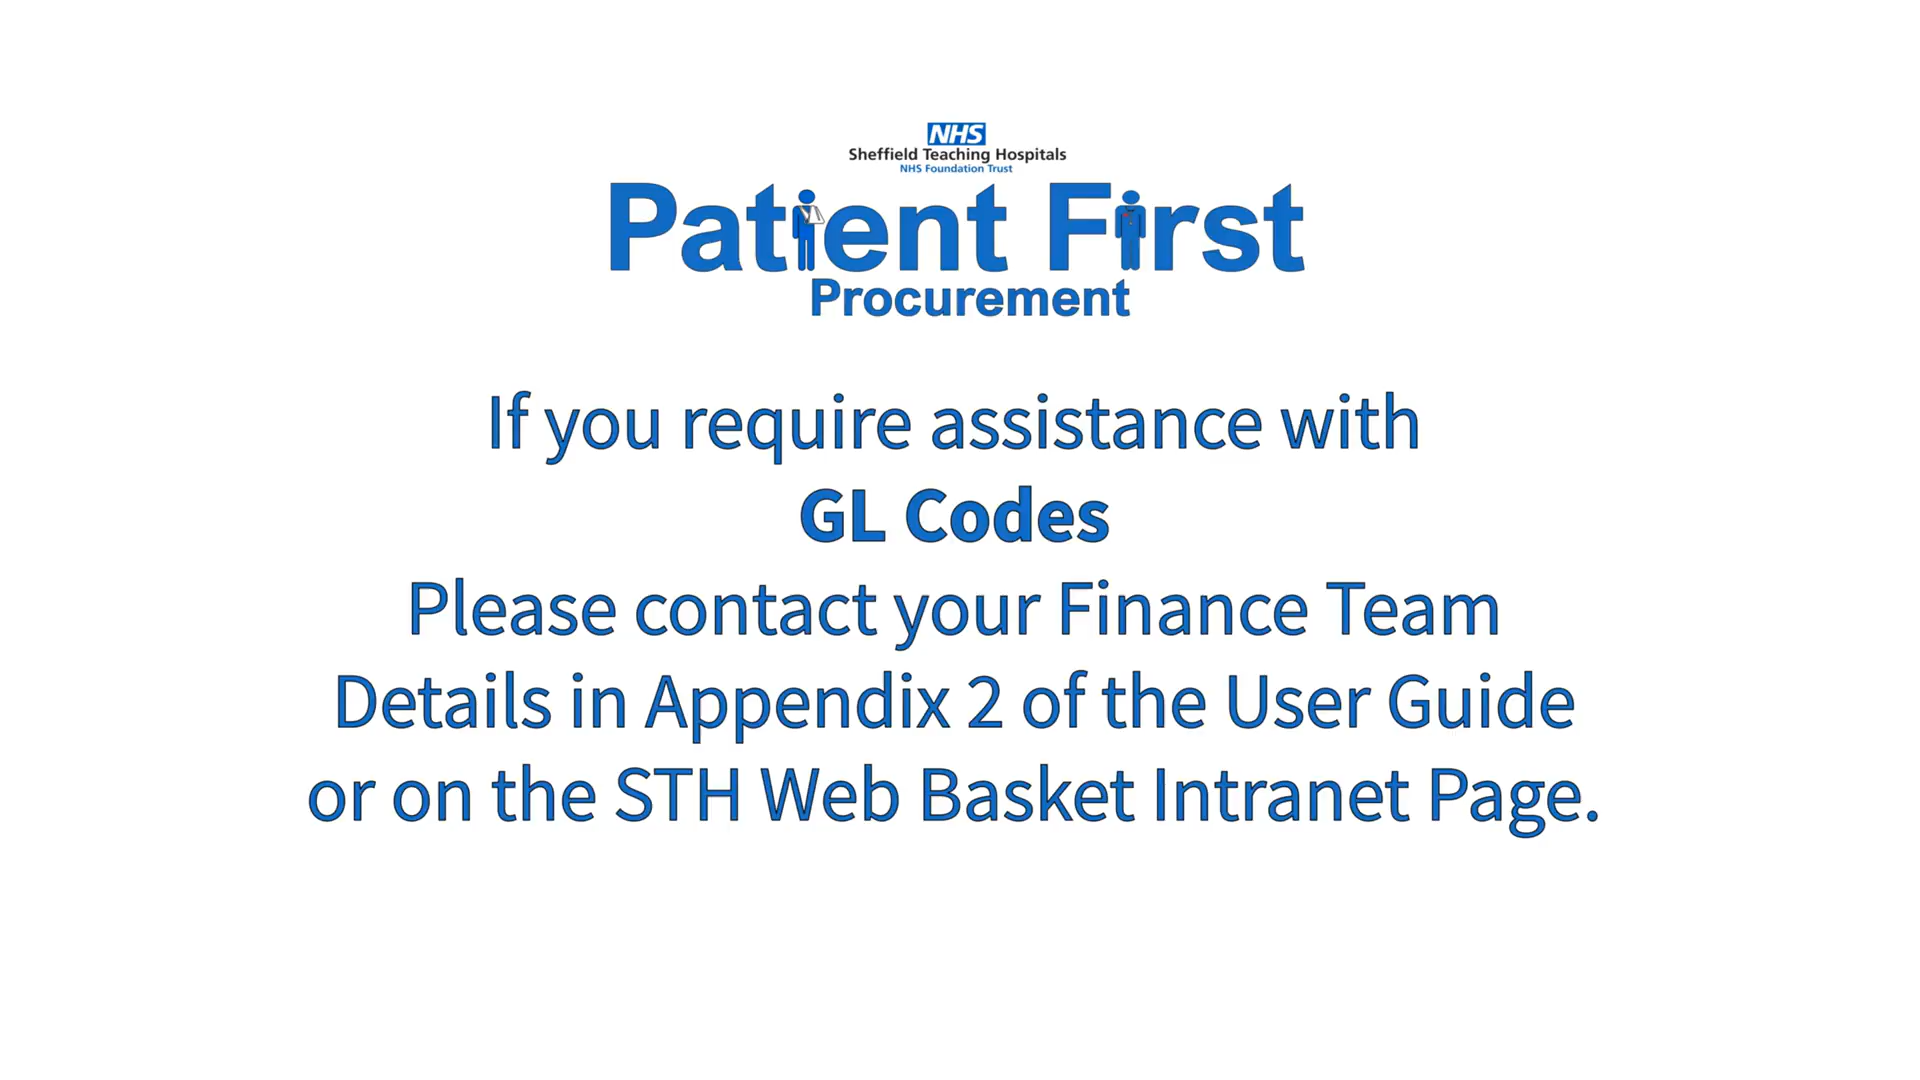 NHS
Sheffield Teaching Hospitals
NHS Foundation Trust
Patient First
Procurement
If you require assistance with
GL Codes
Please contact your Finance Team
Details in Appendix 2 of the User Guide
or on the STH Web Basket Intranet Page.